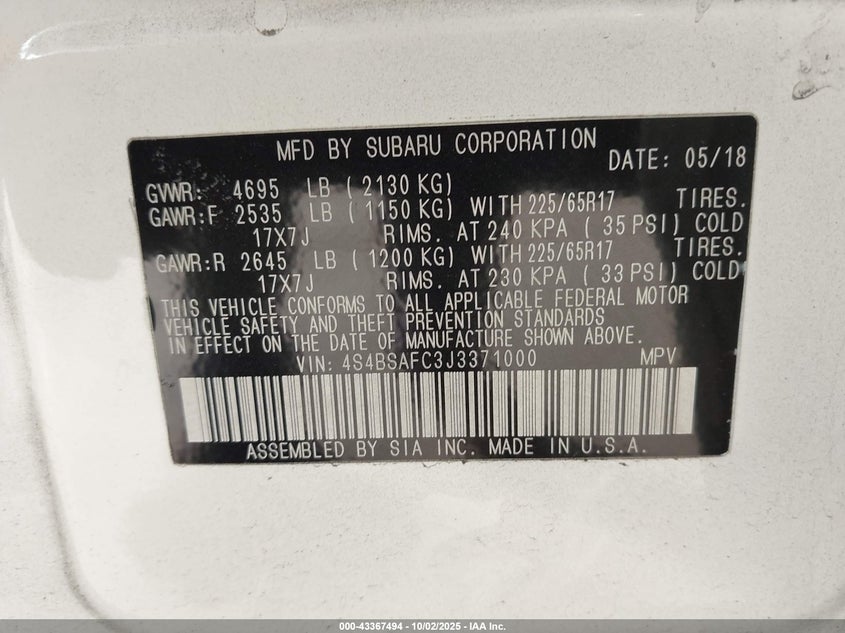 MFD BY SUBARU CORPORATION
DATE: 05/18
GVWR: 4695 LB ( 2130 KG)
GAWR:F 2535 LB ( 1150 KG) WITH 225/65R17 TIRES.
17X7J RIMS. AT 240 KPA ( 35 PSI) COLD
GAWR:R 2645 LB ( 1200 KG) WITH 225/65R17 TIRES.
17X7J RIMS. AT 230 KPA ( 33 PSI) COLD
THIS VEHICLE CONFORMS TO ALL APPLICABLE FEDERAL MOTOR
VEHICLE SAFETY AND THEFT PREVENTION STANDARDS
IN EFFECT ON THE DATE OF MANUFACTURE SHOWN ABOVE.
VIN: 4S4BSAFC3J3371000 MPV
ASSEMBLED BY SIA INC. MADE IN U.S.A.
000-43367494 - 10/02/2025 - IAA Inc.